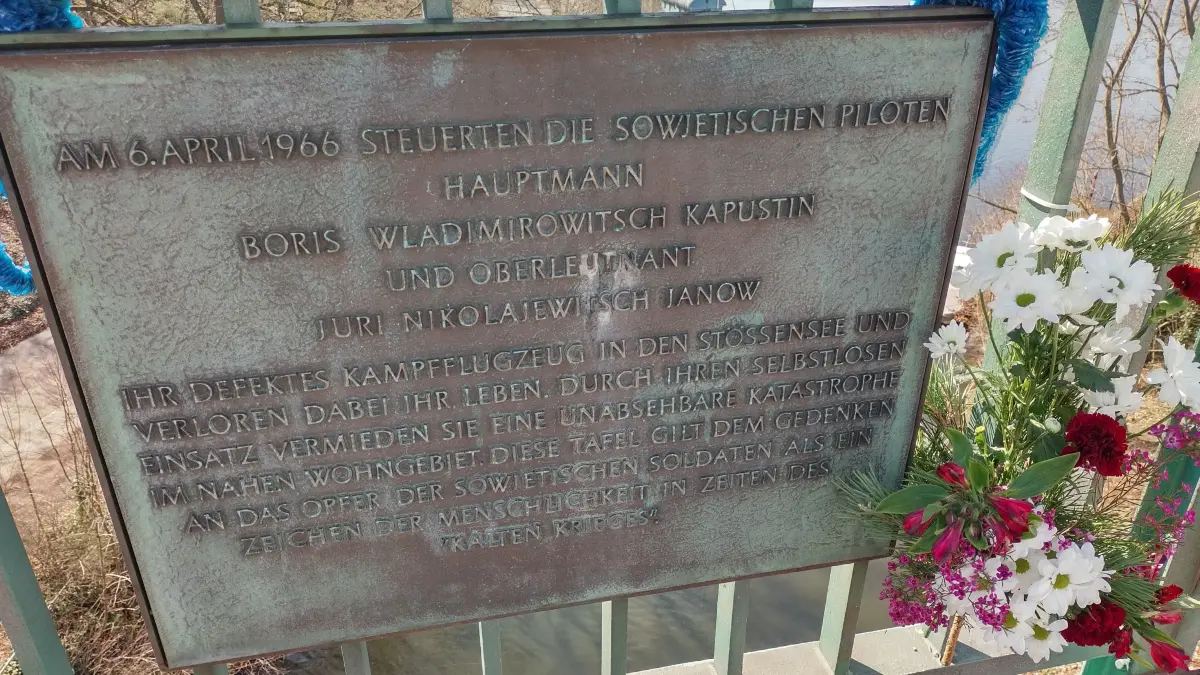 AM 6. APRIL 1966 STEUERTEN DIE SOWJETISCHEN PILOTEN
HAUPTMANN
BORIS WLADIMIROWITSCH KAPUSTIN
UND OBERLEUTNANT
JURI NIKOLAJEWITSCH JANOW
IHR DEFEKTES KAMPFFLUGZEUG IN DEN STÖSSENSEE UND
VERLOREN DABEI IHR LEBEN. DURCH IHREN SELBSTLOSEN
EINSATZ VERMIEDEN SIE EINE UNABSEHBARE KATASTROPHE
IM NAHEN WOHNGEBIET. DIESE TAFEL GILT DEM GEDENKEN
AN DAS OPFER DER SOWJETISCHEN SOLDATEN ALS EIN
ZEICHEN DER MENSCHLICHKEIT IN ZEITEN DES
"KALTEN KRIEGES".